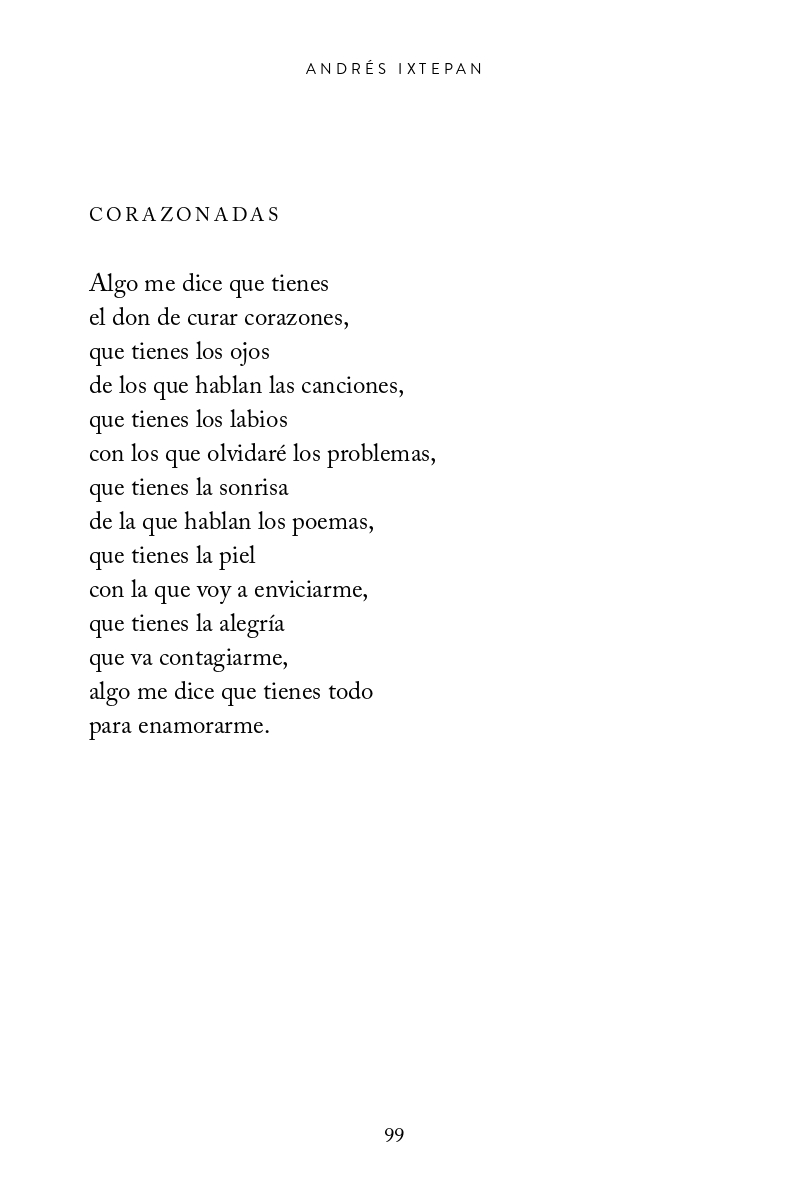 ANDRÉS IXTEPAN
CORAZONADAS
Algo me dice que tienes
el don de curar corazones,
que tienes los ojos
de los que hablan las canciones,
que tienes los labios
con los que olvidaré los problemas,
que tienes la sonrisa
de la que hablan los poemas,
que tienes la piel
con la que voy a enviciarme,
que tienes la alegría
que va contagiarme,
algo me dice que tienes todo
para enamorarme.
99